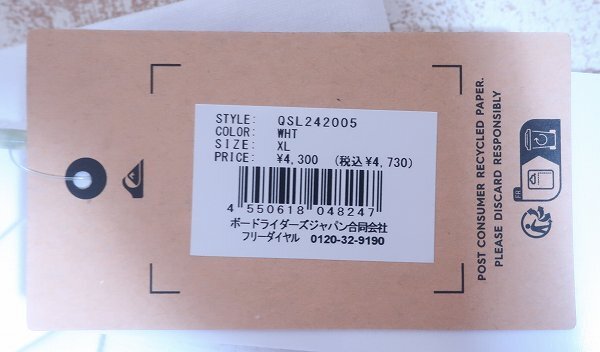 STYLE: QSL242005
COLOR: WHT
SIZE: XL
PRICE: ¥4,300 (税込¥4,730)
4 550618 048247
ボードライダーズジャパン合同会社
フリーダイヤル 0120-32-9190
POST CONSUMER RECYCLED PAPER.
PLEASE DISCARD RESPONSIBLY
FR